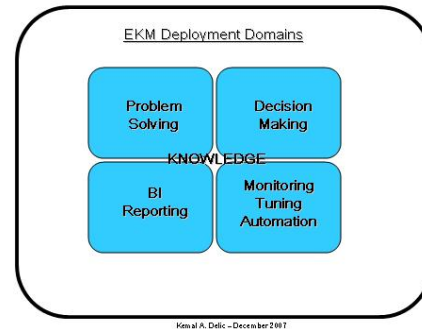 EKM Deployment Domains
Problem
Solving
Decision
Making
KNOWLEDGE
BI
Reporting
Monitoring
Tuning
Automation
Kemal A. Delic – December 2007